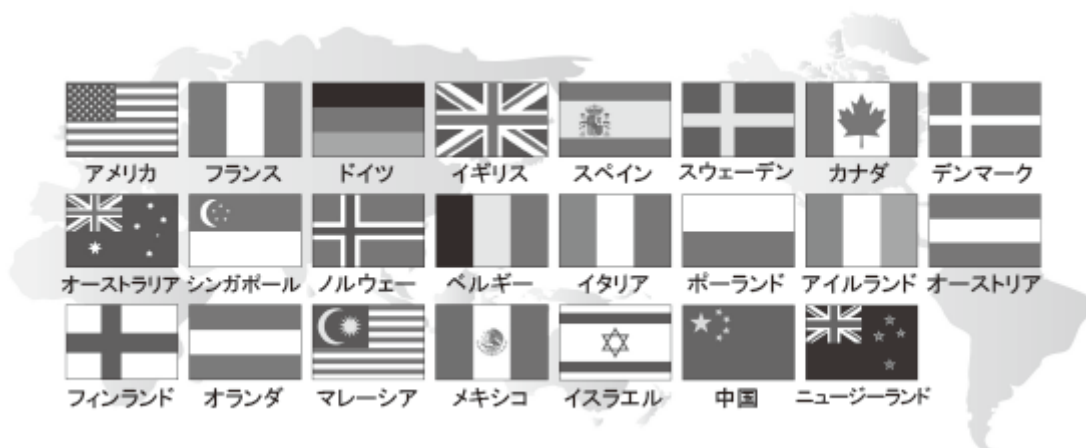 アメリカ フランス ドイツ イギリス スペイン スウェーデン カナダ デンマーク
オーストラリア シンガポール ノルウェー ベルギー イタリア ポーランド アイルランド オーストリア
フィンランド オランダ マレーシア メキシコ イスラエル 中国 ニュージーランド